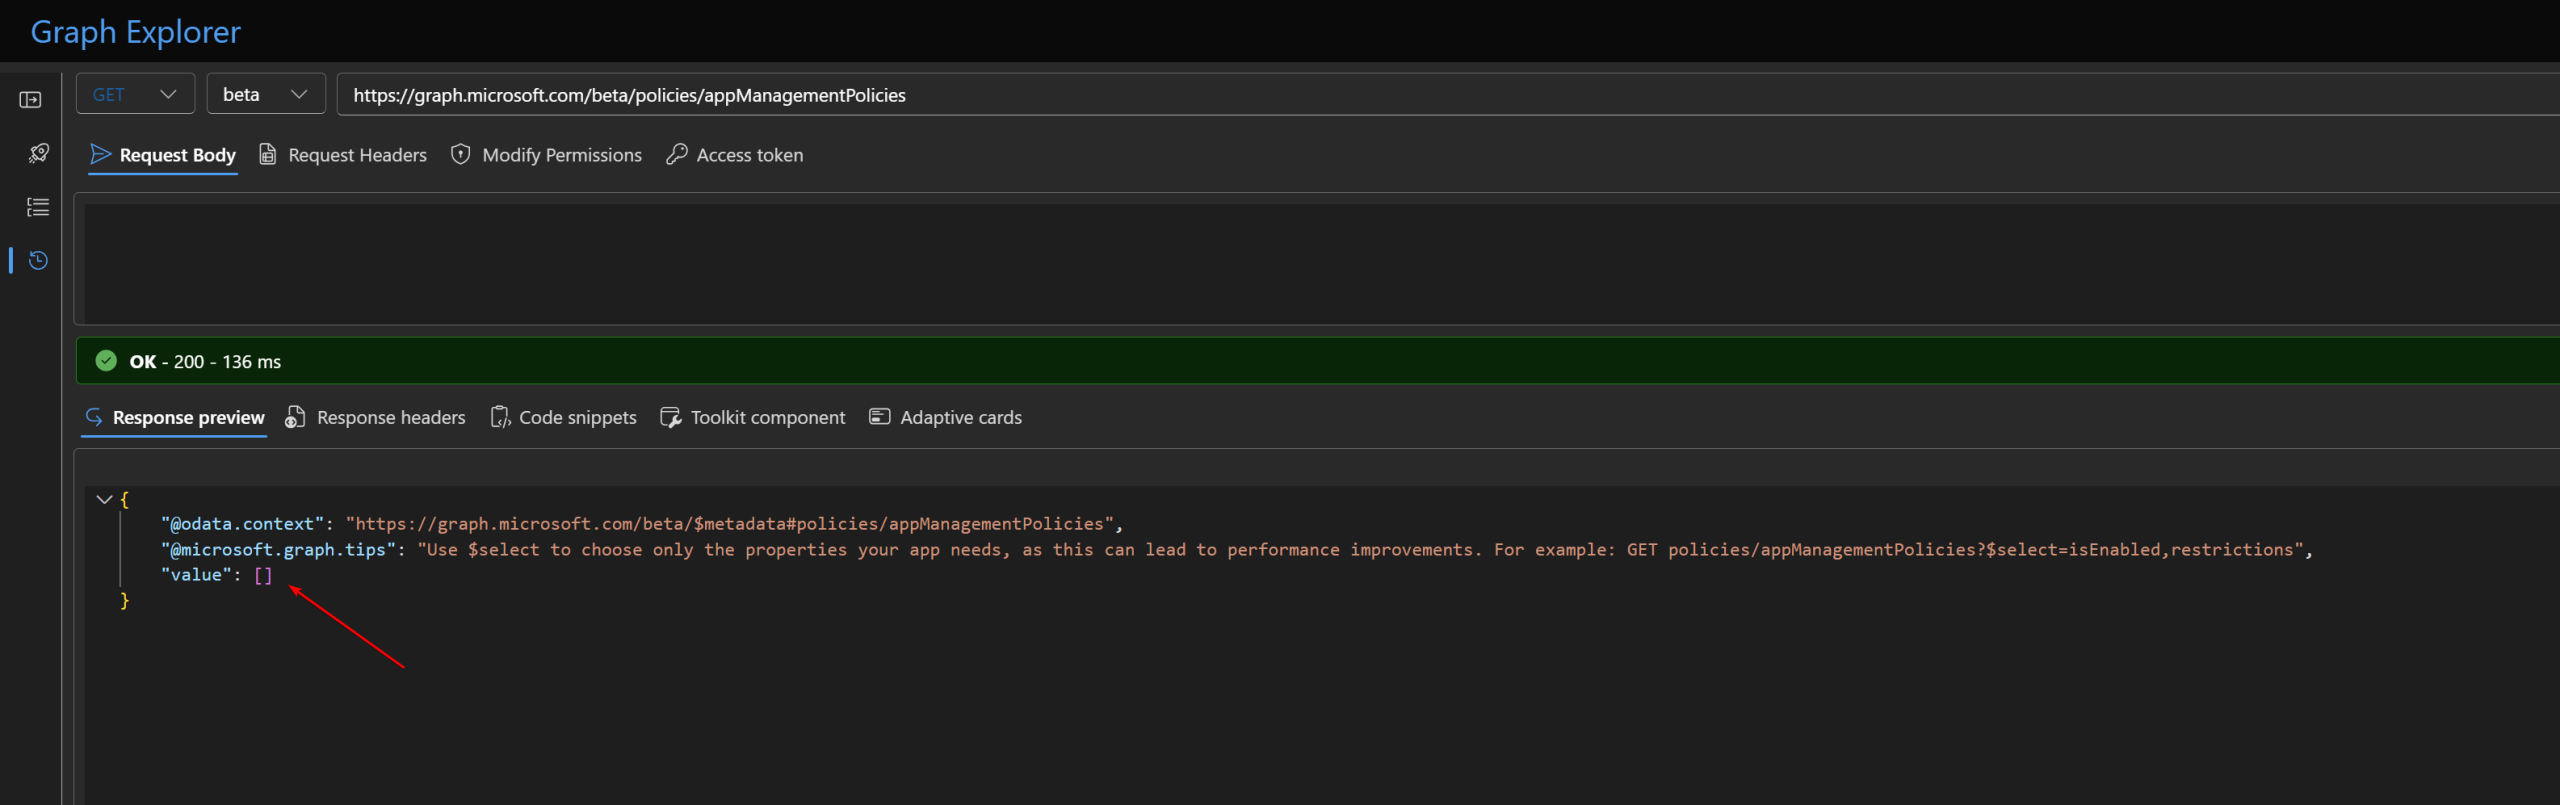 Graph Explorer
GET beta https://graph.microsoft.com/beta/policies/appManagementPolicies
Request Body Request Headers Modify Permissions Access token
OK - 200 - 136 ms
Response preview Response headers Code snippets Toolkit component Adaptive cards
{
"@odata.context": "https://graph.microsoft.com/beta/$metadata#policies/appManagementPolicies",
"@microsoft.graph.tips": "Use $select to choose only the properties your app needs, as this can lead to performance improvements. For example: GET policies/appManagementPolicies?$select=isEnabled,restrictions",
"value": []
}